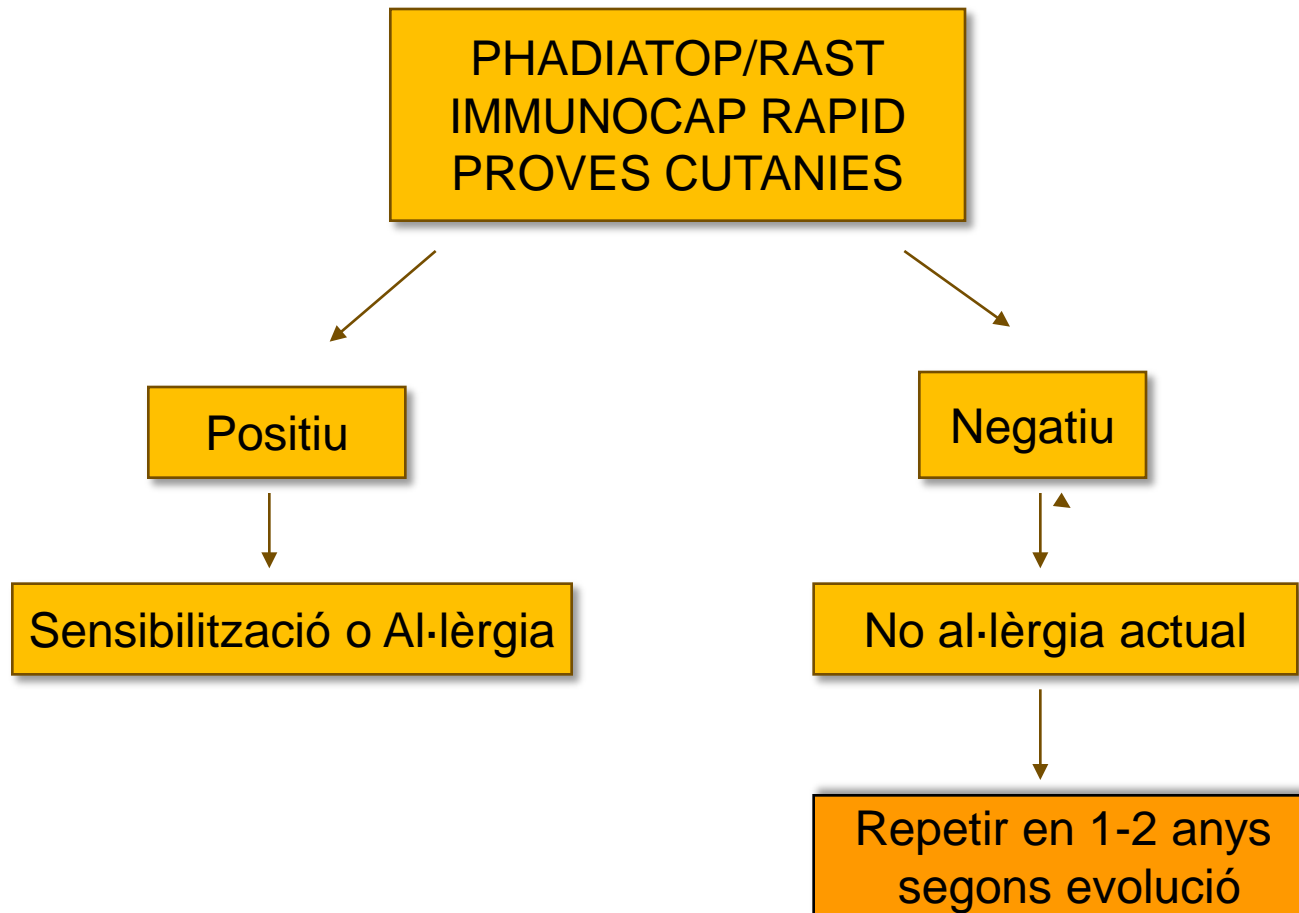 PHADIATOP/RAST
IMMUNOCAP RAPID
PROVES CUTANIES
Positiu
Negatiu
Sensibilització o Al·lèrgia
No al·lèrgia actual
Repetir en 1-2 anys
segons evolució